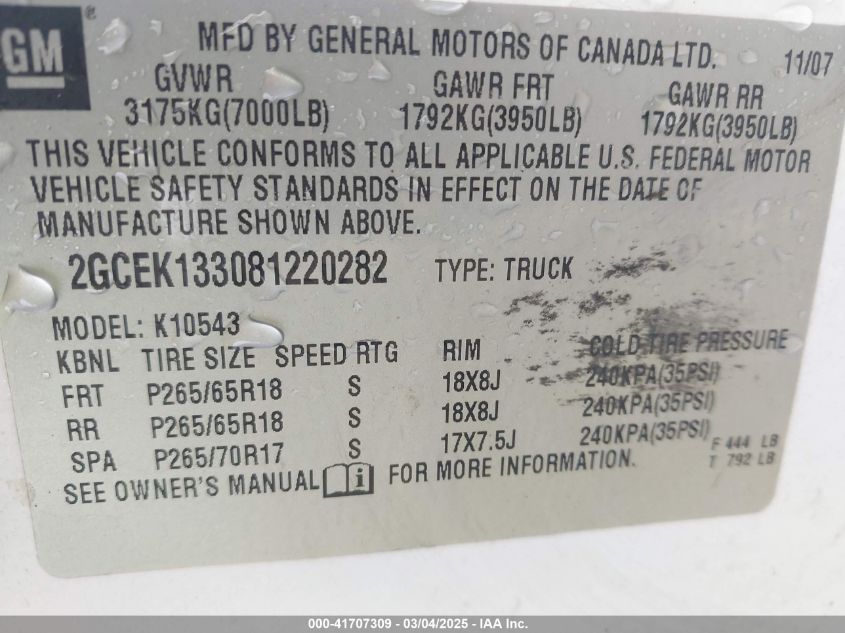 GM ®
MFD BY GENERAL MOTORS OF CANADA LTD. 11/07
GVWR GAWR FRT GAWR RR
3175KG(7000LB) 1792KG(3950LB) 1792KG(3950LB)
THIS VEHICLE CONFORMS TO ALL APPLICABLE U.S. FEDERAL MOTOR
VEHICLE SAFETY STANDARDS IN EFFECT ON THE DATE OF
MANUFACTURE SHOWN ABOVE.
2GCEK133081220282 TYPE: TRUCK
MODEL: K10543
KBNL TIRE SIZE SPEED RTG RIM COLD TIRE PRESSURE
FRT P265/65R18 S 18X8J 240KPA(35PSI)
RR P265/65R18 S 18X8J 240KPA(35PSI)
SPA P265/70R17 S 17X7.5J 240KPA(35PSI)
F 444 LB
T 792 LB
SEE OWNER'S MANUAL i FOR MORE INFORMATION.
000-41707309 - 03/04/2025 - IAA Inc.